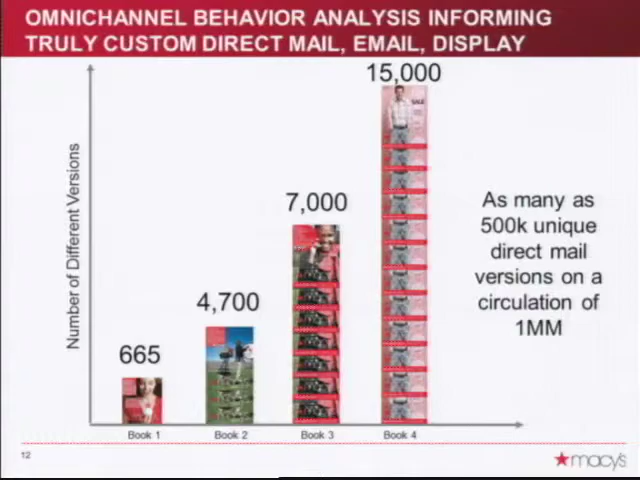 OMNICHANNEL BEHAVIOR ANALYSIS INFORMING
TRULY CUSTOM DIRECT MAIL, EMAIL, DISPLAY
15,000
7,000
4,700
665
Number of Different Versions
SALE
As many as
500k unique
direct mail
versions on a
circulation of
1MM
Book 1
Book 2
Book 3
Book 4
12
macy's